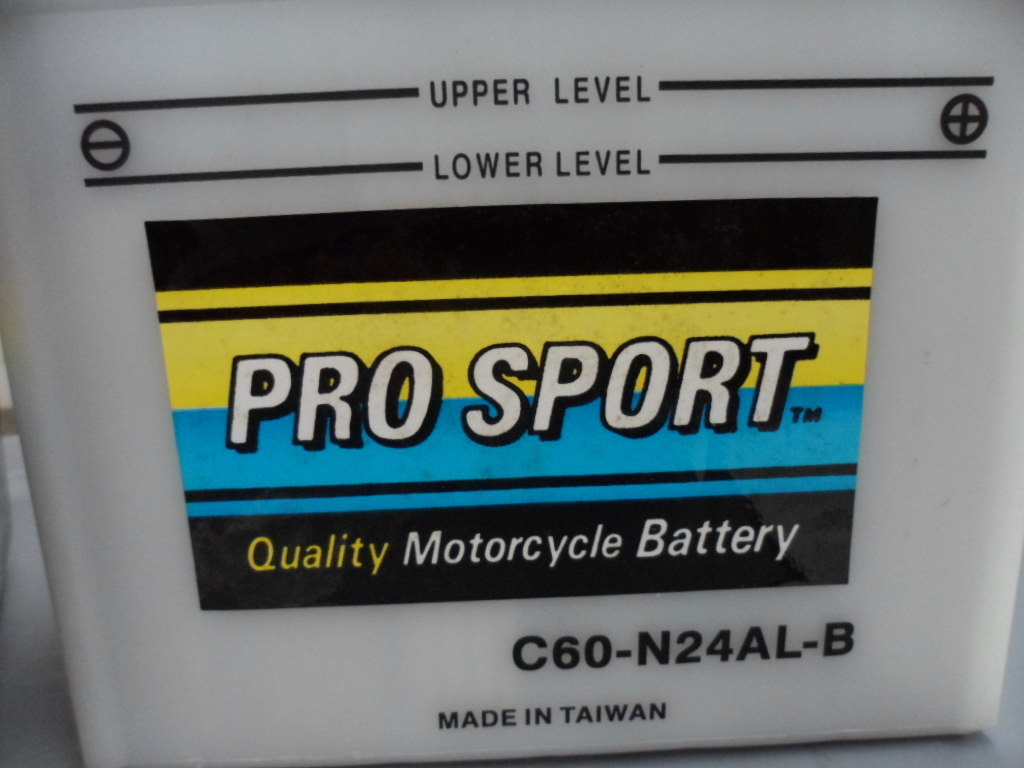 UPPER LEVEL
LOWER LEVEL
PRO SPORT™
Quality Motorcycle Battery
C60-N24AL-B
MADE IN TAIWAN